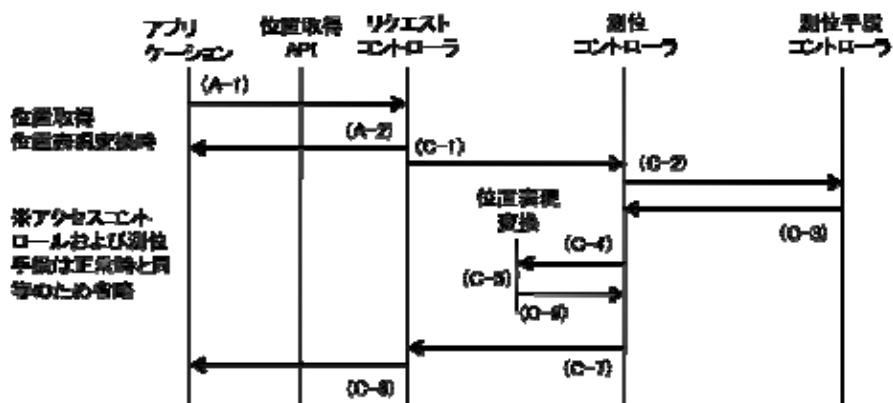 アプリ
ケーション
位置取得
API
リクエスト
コントローラ
測位
コントローラ
測位手段
コントローラ
(A-1)
位置取得
位置表現変換時
(A-2)
(C-1)
(C-2)
(C-3)
位置表現
変換
※アクセスコント
ロールおよび測位
手段は正常時と同
等のため省略
(C-4)
(C-5)
(C-6)
(C-7)
(C-8)